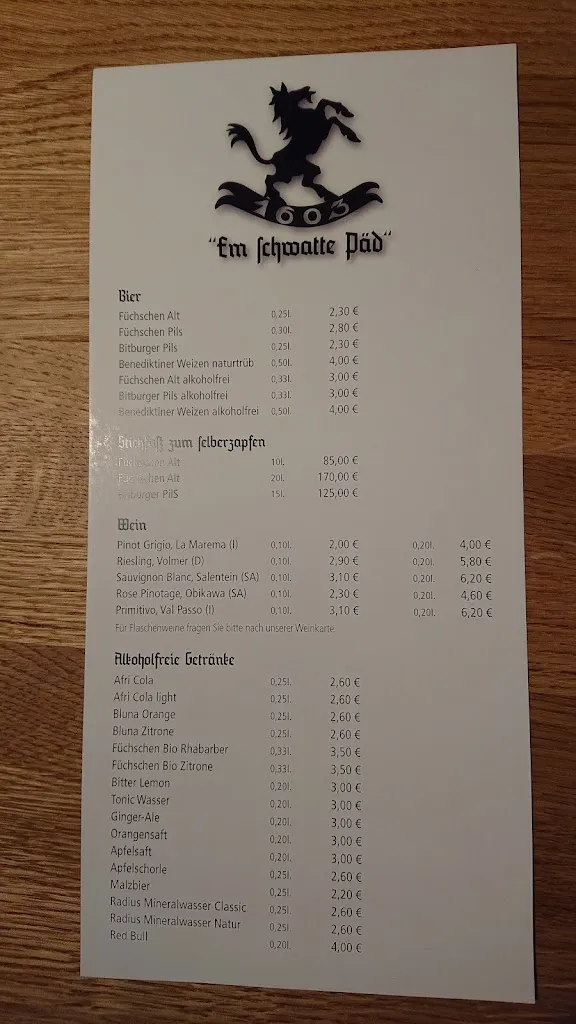 1603
"Em schwatte Päd"
Bier
Füchschen Alt 0,25l. 2,30 €
Füchschen Pils 0,30l. 2,80 €
Bitburger Pils 0,25l. 2,30 €
Benediktiner Weizen naturtrüb 0,50l. 4,00 €
Füchschen Alt alkoholfrei 0,33l. 3,00 €
Bitburger Pils alkoholfrei 0,33l. 3,00 €
Benediktiner Weizen alkoholfrei 0,50l. 4,00 €
Stichfaß zum selberzapfen
Füchschen Alt 10l. 85,00 €
Füchschen Alt 20l. 170,00 €
Bitburger PilS 15l. 125,00 €
Wein
Pinot Grigio, La Marema (I) 0,10l. 2,00 € 0,20l. 4,00 €
Riesling, Volmer (D) 0,10l. 2,90 € 0,20l. 5,80 €
Sauvignon Blanc, Salentein (SA) 0,10l. 3,10 € 0,20l. 6,20 €
Rose Pinotage, Obikawa (SA) 0,10l. 2,30 € 0,20l. 4,60 €
Primitivo, Val Passo (I) 0,10l. 3,10 € 0,20l. 6,20 €
Für Flaschenweine fragen Sie bitte nach unserer Weinkarte.
Alkoholfreie Getränke
Afri Cola 0,25l. 2,60 €
Afri Cola light 0,25l. 2,60 €
Bluna Orange 0,25l. 2,60 €
Bluna Zitrone 0,25l. 2,60 €
Füchschen Bio Rhabarber 0,33l. 3,50 €
Füchschen Bio Zitrone 0,33l. 3,50 €
Bitter Lemon 0,20l. 3,00 €
Tonic Wasser 0,20l. 3,00 €
Ginger-Ale 0,20l. 3,00 €
Orangensaft 0,20l. 3,00 €
Apfelsaft 0,20l. 3,00 €
Apfelschorle 0,25l. 2,60 €
Malzbier 0,25l. 2,20 €
Radius Mineralwasser Classic 0,25l. 2,60 €
Radius Mineralwasser Natur 0,25l. 2,60 €
Red Bull 0,20l. 4,00 €